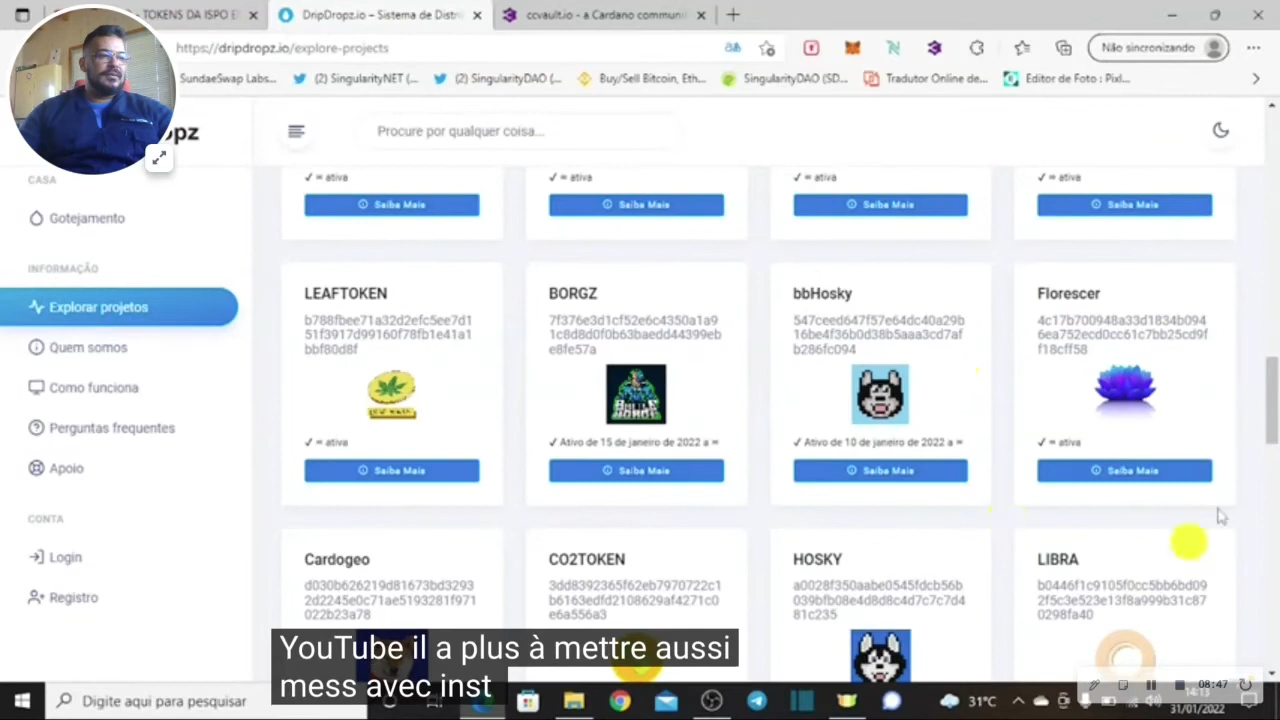 - TOKENS DA ISPO E
DripDropz.io – Sistema de Distri
ccvault.io - a Cardano communi
https://dripdropz.io/explore-projects
Não sincronizando
SundaeSwap Labs...
(2) SingularityNET (...
(2) SingularityDAO (...
Buy/Sell Bitcoin, Eth...
SingularityDAO (SD...
Tradutor Online de...
Editor de Foto : Pixl...
opz
Procure por qualquer coisa...
CASA
Gotejamento
INFORMAÇÃO
Explorar projetos
Quem somos
Como funciona
Perguntas frequentes
Apoio
CONTA
Login
Registro
✓ = ativa
✓ = ativa
✓ = ativa
✓ = ativa
Saiba Mais
Saiba Mais
Saiba Mais
Saiba Mais
LEAFTOKEN
b788fbee71a32d2efc5ee7d1
51f3917d99160f78fb1e41a1
bbf80d8f
✓ = ativa
Saiba Mais
BORGZ
7f376e3d1cf52e6c4350a1a9
1c8d8d0f0b63baedd44399eb
e8fe57a
✓ Ativo de 15 de janeiro de 2022 a ∞
Saiba Mais
bbHosky
547ceed647f57e64dc40a29b
16be4f36b0d38b5aaa3cd7af
b286fc094
✓ Ativo de 10 de janeiro de 2022 a ∞
Saiba Mais
Florescer
4c17b700948a33d1834b094
6ea752ecd0cc61c7bb25cd9f
f18cff58
✓ = ativa
Saiba Mais
Cardogeo
d030b626219d81673bd3293
2d2245e0c71ae5193281f971
022b23a78
CO2TOKEN
3dd8392365f62eb7970722c1
b6163edfd2108629af4271c0
e6a556a3
HOSKY
a0028f350aabe0545fdcb56b
039bfb08e4d8d8c4d7c7c7d4
81c235
LIBRA
b0446f1c9105f0cc5bb6bd09
2f5c3e523e13f8a999b31c87
0298fa40
YouTube il a plus à mettre aussi
mess avec inst
08:47
Digite aqui para pesquisar
31°C
14:13
31/01/2022